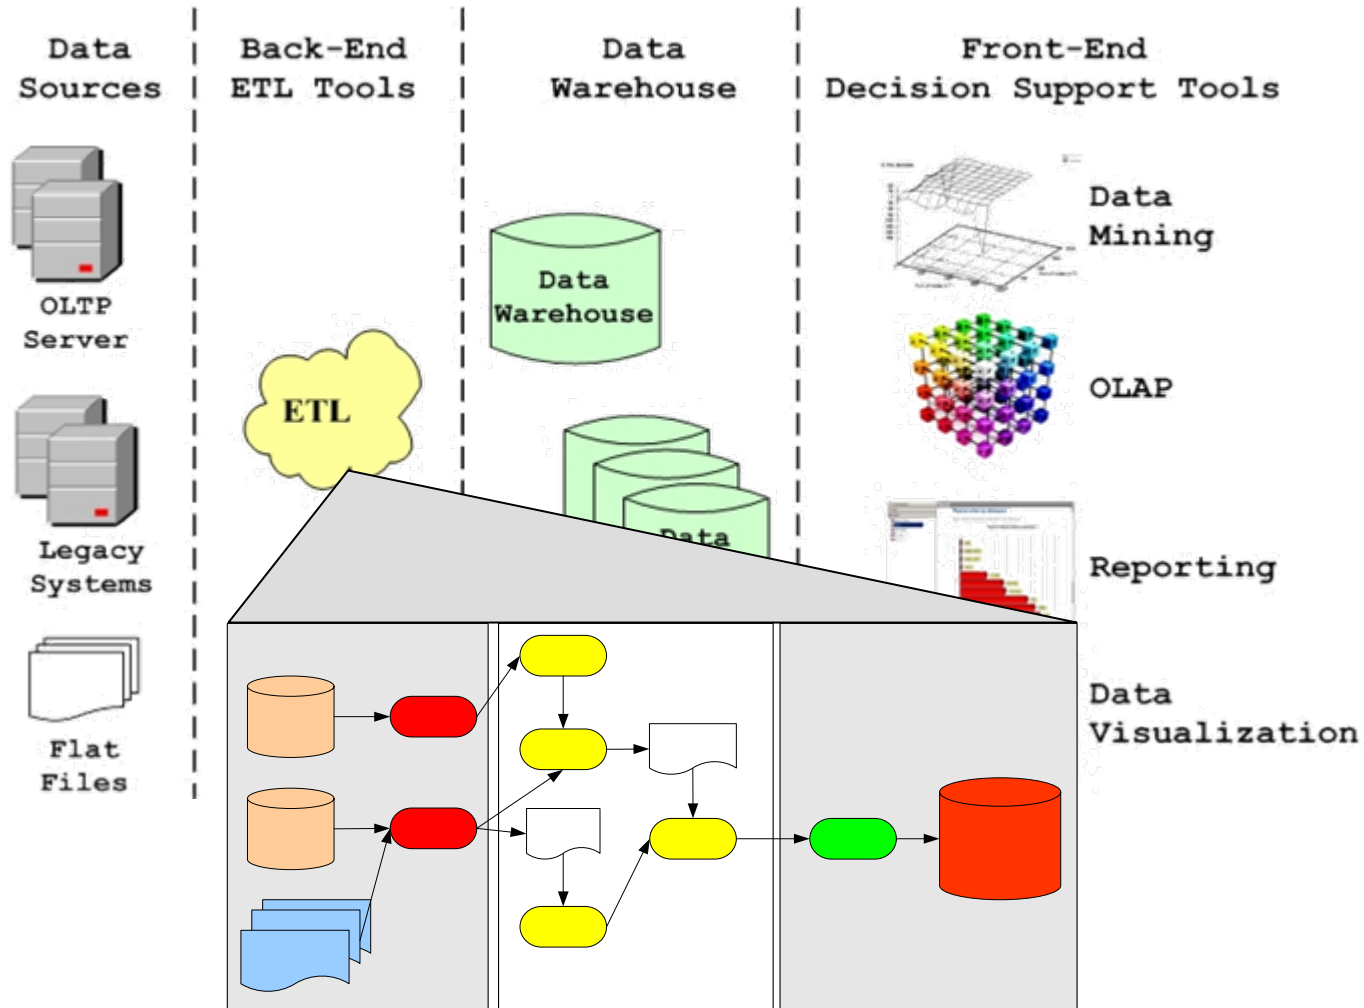 Data
Sources
Back-End
ETL Tools
Data
Warehouse
Front-End
Decision Support Tools
OLTP
Server
Legacy
Systems
Flat
Files
ETL
Data
Warehouse
Data
Data
Mining
OLAP
Reporting
Data
Visualization